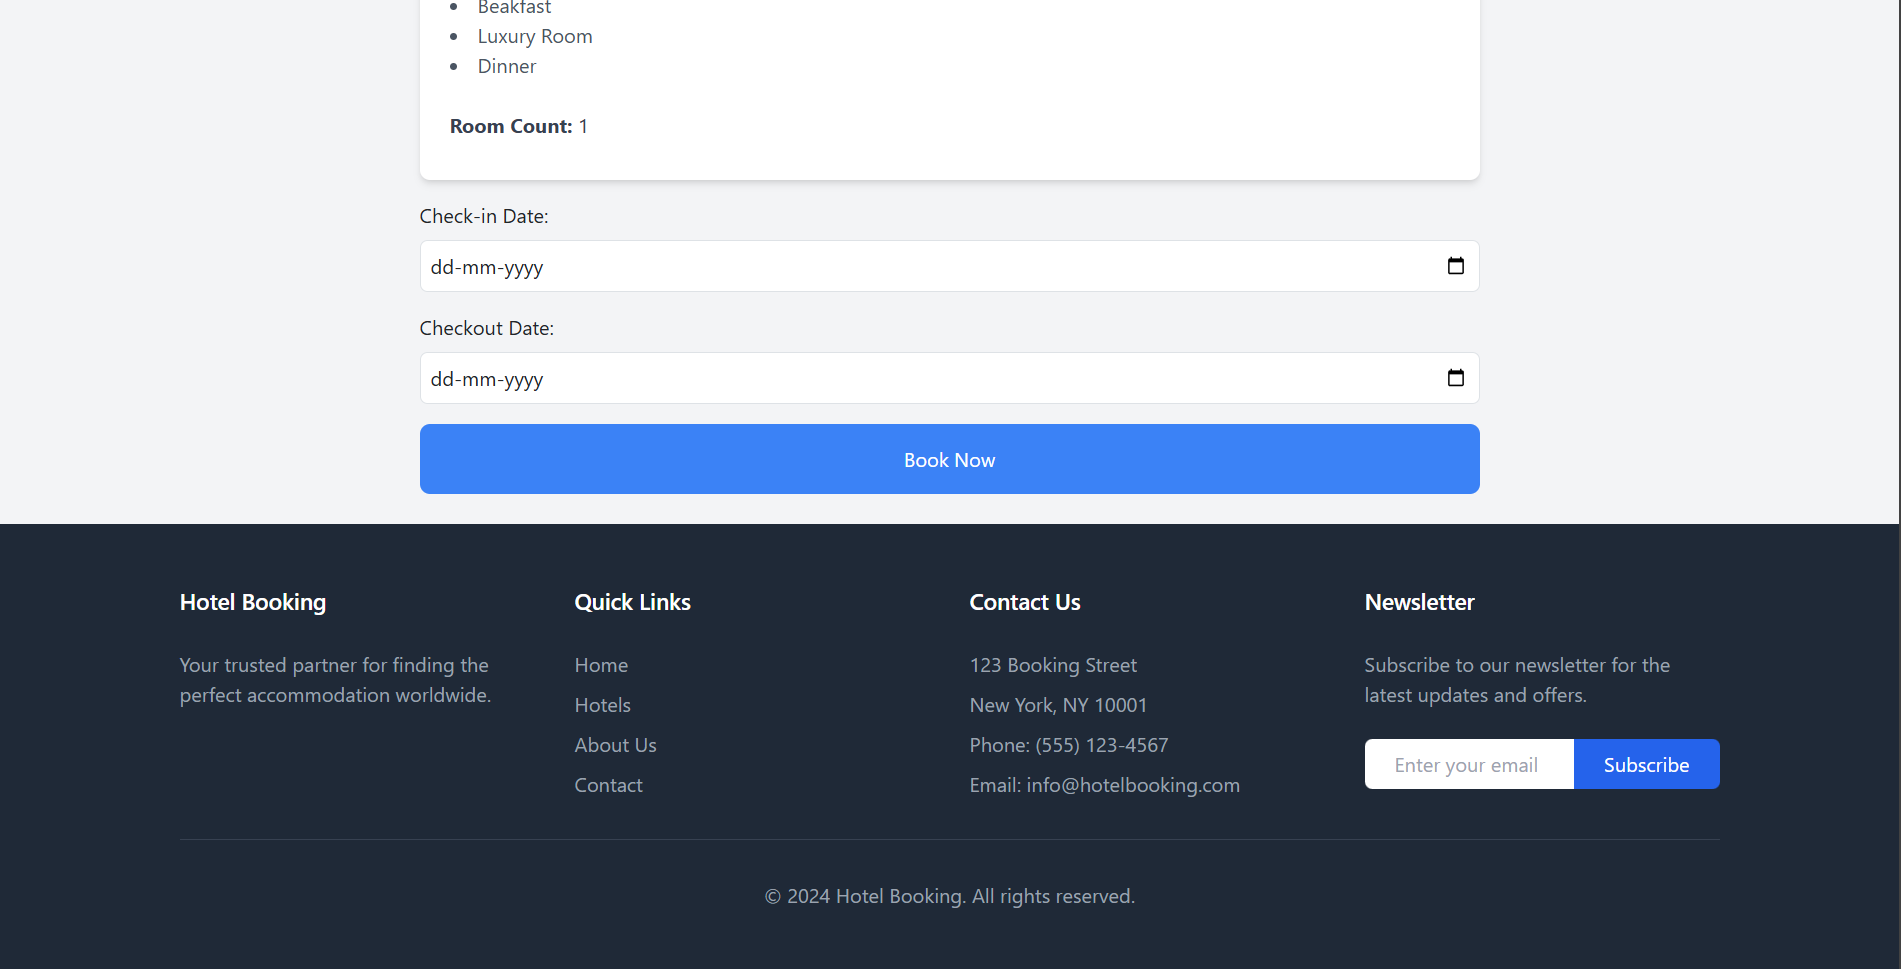 Beakfast
Luxury Room
Dinner
Room Count: 1
Check-in Date:
dd-mm-yyyy
Checkout Date:
dd-mm-yyyy
Book Now
Hotel Booking
Your trusted partner for finding the
perfect accommodation worldwide.
Quick Links
Home
Hotels
About Us
Contact
Contact Us
123 Booking Street
New York, NY 10001
Phone: (555) 123-4567
Email: info@hotelbooking.com
Newsletter
Subscribe to our newsletter for the
latest updates and offers.
Enter your email
Subscribe
© 2024 Hotel Booking. All rights reserved.